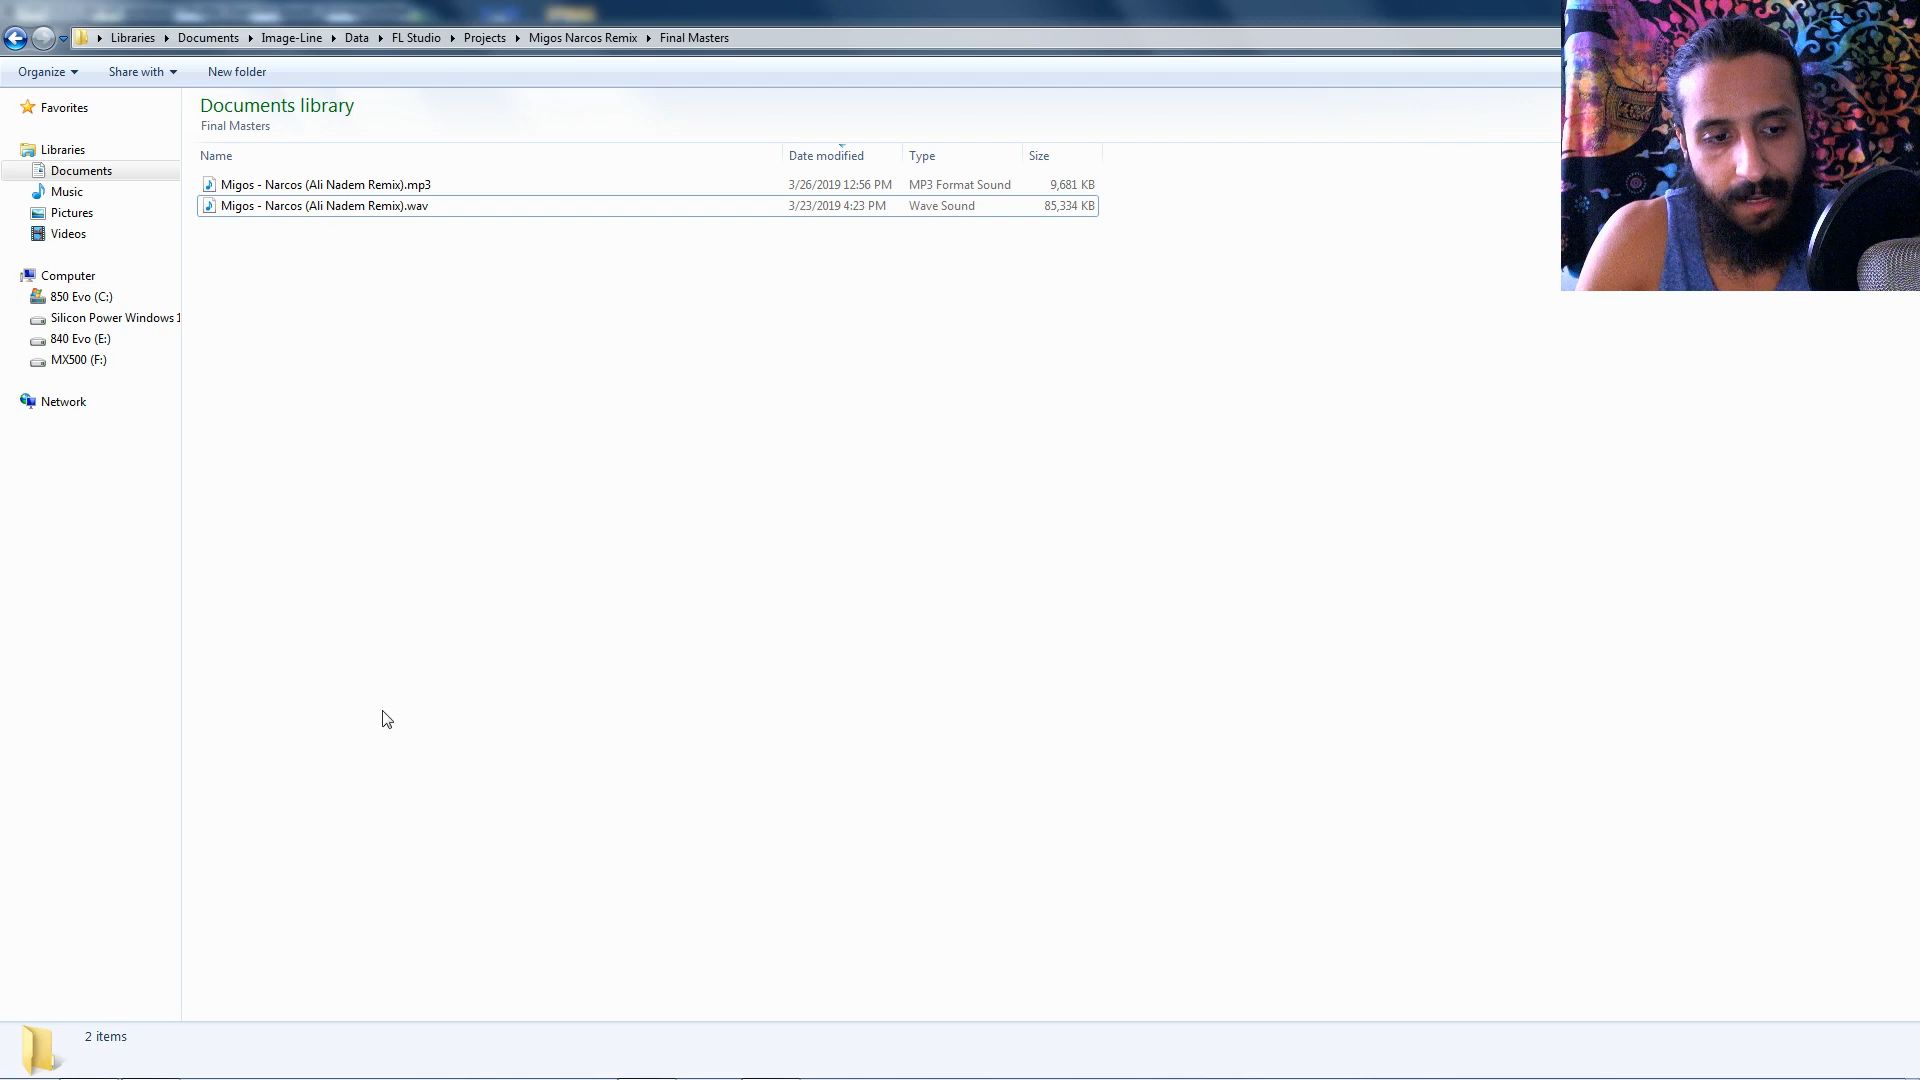 Libraries Documents Image-Line Data FL Studio Projects Migos Narcos Remix Final Masters
Organize Share with New folder
Favorites
Libraries
Documents
Music
Pictures
Videos
Computer
850 Evo (C:)
Silicon Power Windows 1
840 Evo (E:)
MX500 (F:)
Network
Documents library
Final Masters
Name Date modified Type Size
Migos - Narcos (Ali Nadem Remix).mp3 3/26/2019 12:56 PM MP3 Format Sound 9,681 KB
Migos - Narcos (Ali Nadem Remix).wav 3/23/2019 4:23 PM Wave Sound 85,334 KB
2 items